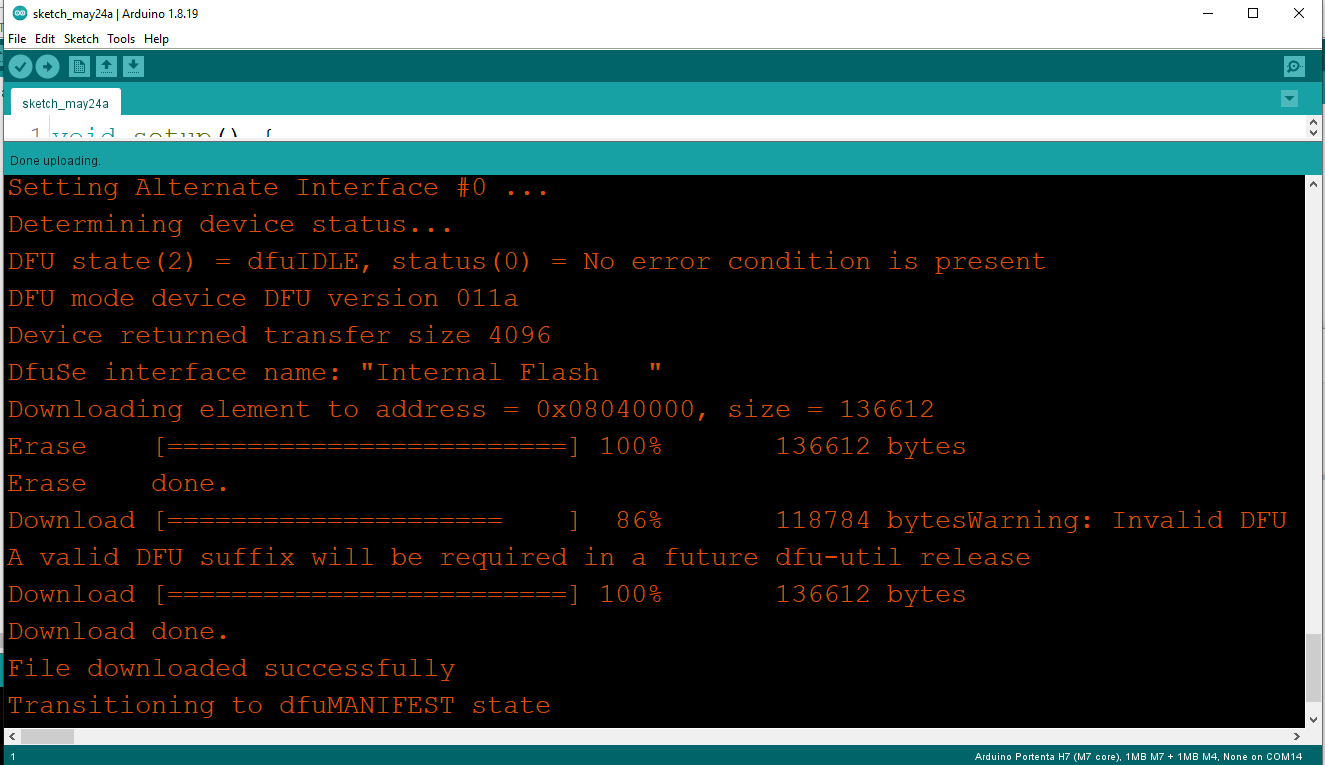 sketch_may24a | Arduino 1.8.19
File Edit Sketch Tools Help
sketch_may24a
1 void setup() {
Done uploading.
Setting Alternate Interface #0 ...
Determining device status...
DFU state(2) = dfuIDLE, status(0) = No error condition is present
DFU mode device DFU version 011a
Device returned transfer size 4096
DfuSe interface name: "Internal Flash   "
Downloading element to address = 0x08040000, size = 136612
Erase    [=========================] 100%       136612 bytes
Erase    done.
Download [=====================    ]  86%       118784 bytesWarning: Invalid DFU
A valid DFU suffix will be required in a future dfu-util release
Download [=========================] 100%       136612 bytes
Download done.
File downloaded successfully
Transitioning to dfuMANIFEST state
1 Arduino Portenta H7 (M7 core), 1MB M7 + 1MB M4, None on COM14